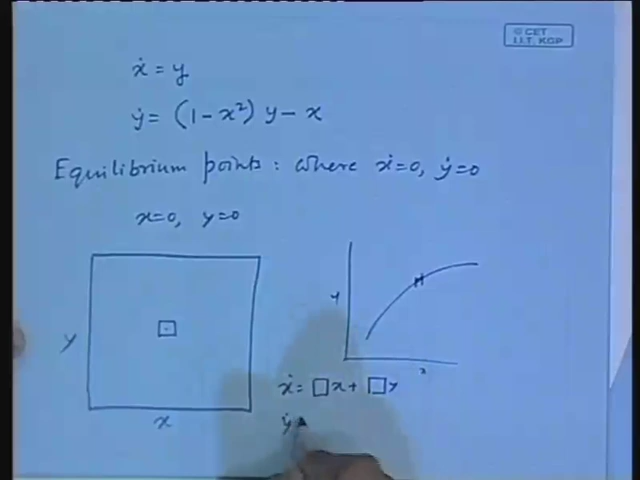 © CET
I.I.T. KGP
ẋ = y
ẏ = (1 - x²) y - x
Equilibrium points : where ẋ=0, ẏ=0
x=0, y=0
y
x
y
ẋ = □x + □y
ẏ